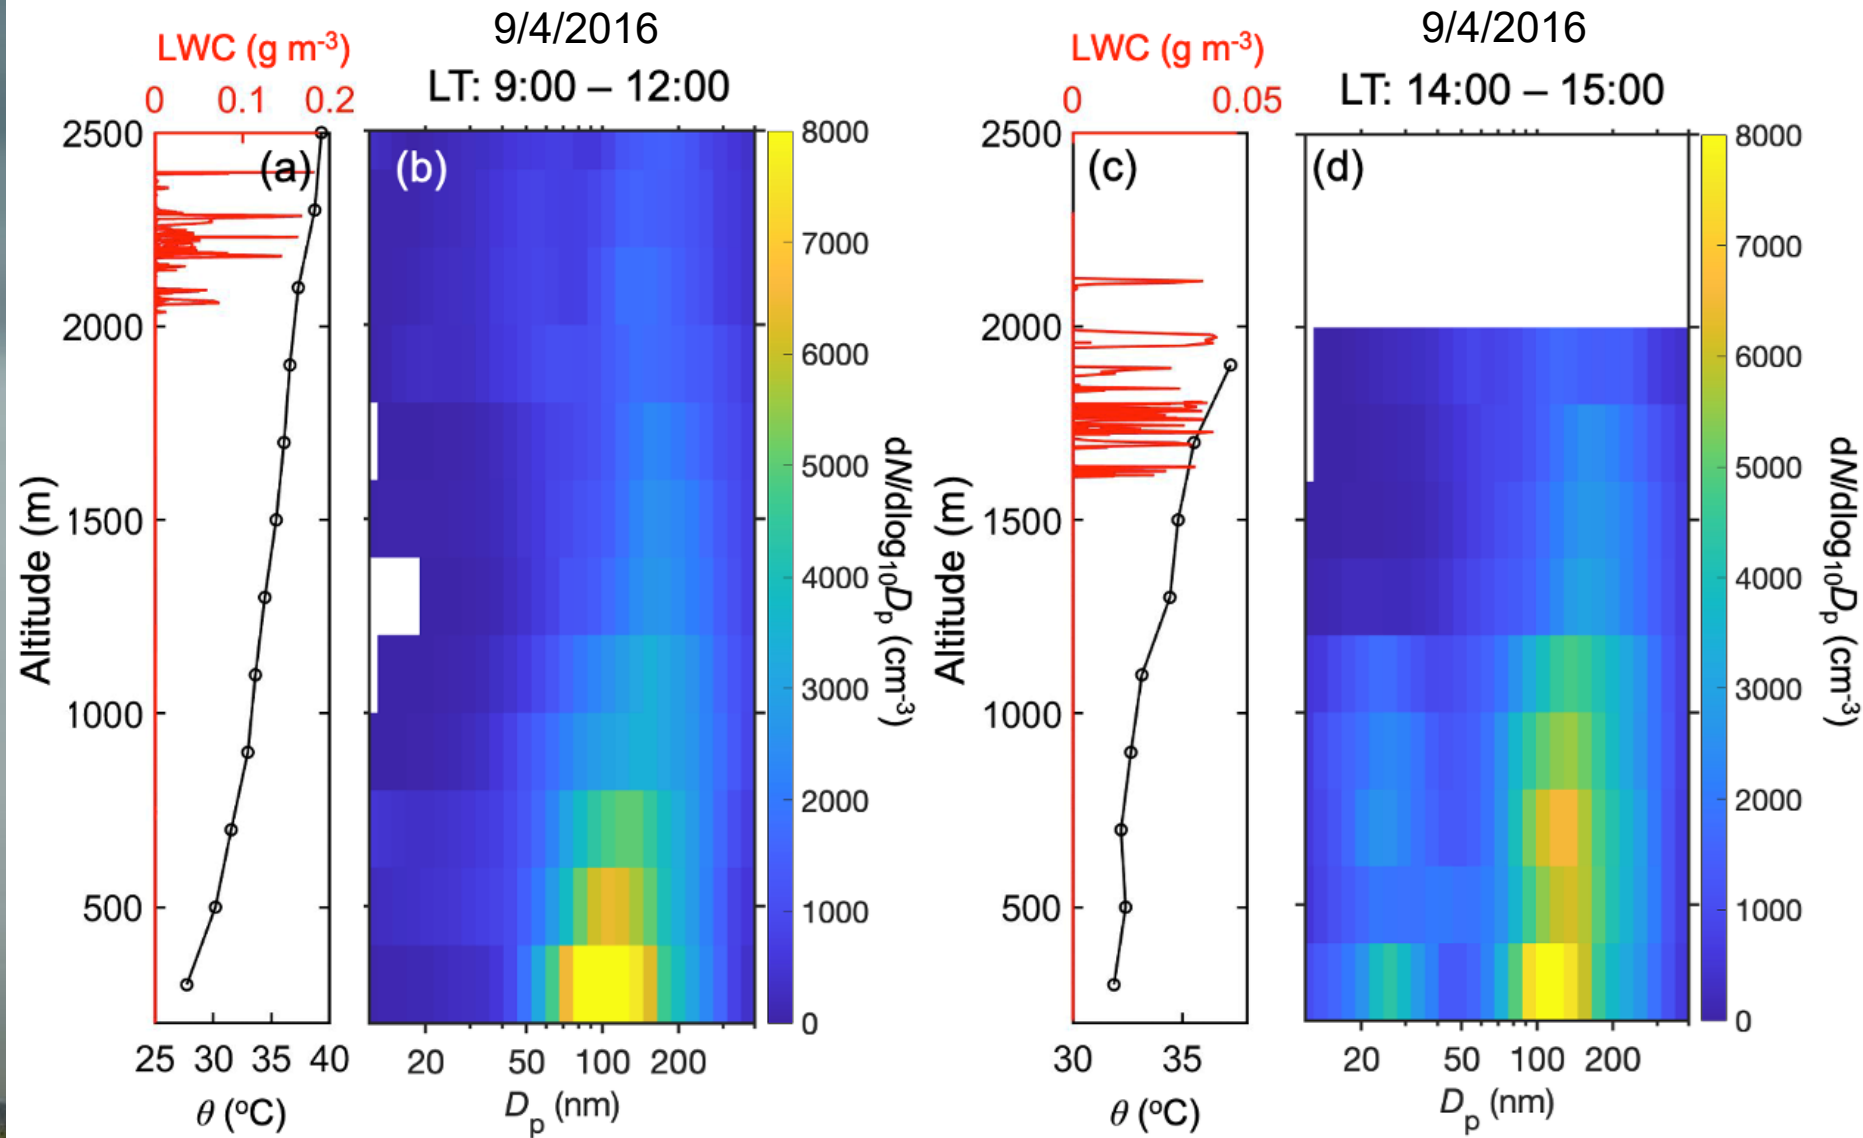 9/4/2016
LT: 9:00 – 12:00
LWC (g m-3)
0 0.1 0.2
(a)
2500
2000
1500
1000
500
Altitude (m)
25 30 35 40
θ (oC)
(b)
20 50 100 200
Dp (nm)
8000
7000
6000
5000
4000
3000
2000
1000
0
dN/dlog10Dp (cm-3)
9/4/2016
LT: 14:00 – 15:00
LWC (g m-3)
0 0.05
(c)
2500
2000
1500
1000
500
Altitude (m)
30 35
θ (oC)
(d)
20 50 100 200
Dp (nm)
8000
7000
6000
5000
4000
3000
2000
1000
0
dN/dlog10Dp (cm-3)